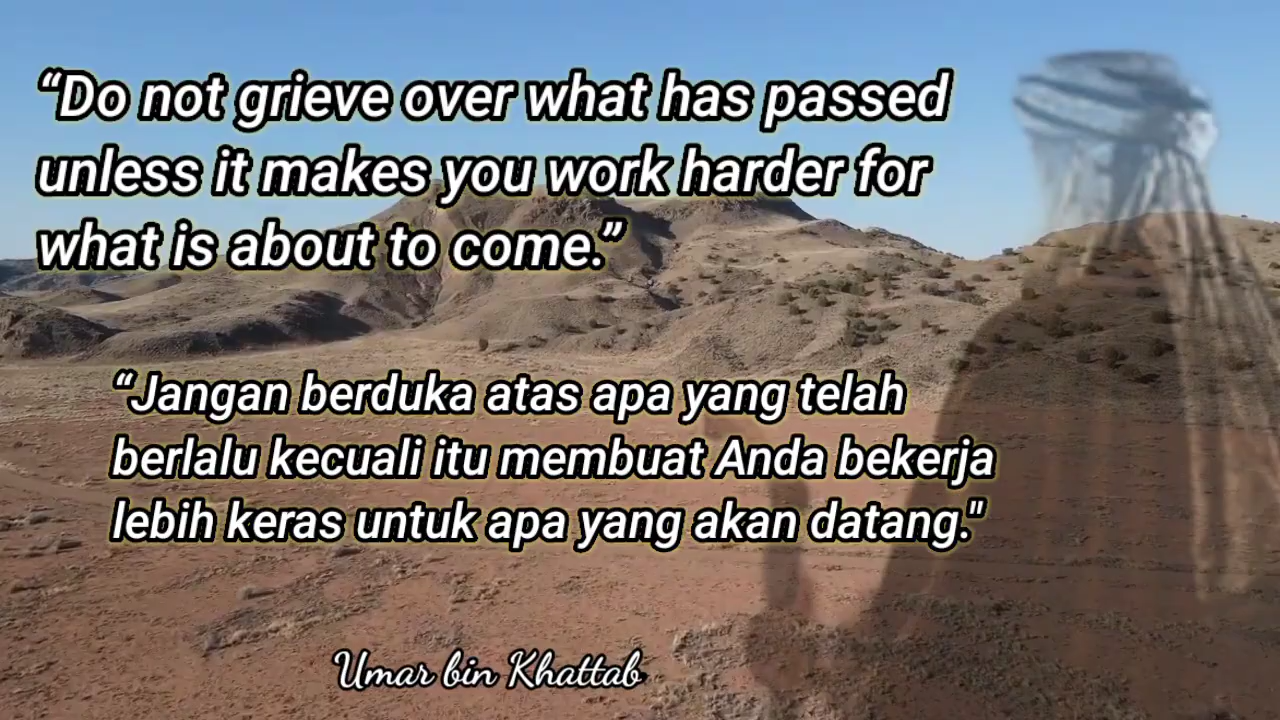 “Do not grieve over what has passed
unless it makes you work harder for
what is about to come.”
“Jangan berduka atas apa yang telah
berlalu kecuali itu membuat Anda bekerja
lebih keras untuk apa yang akan datang."
Umar bin Khattab